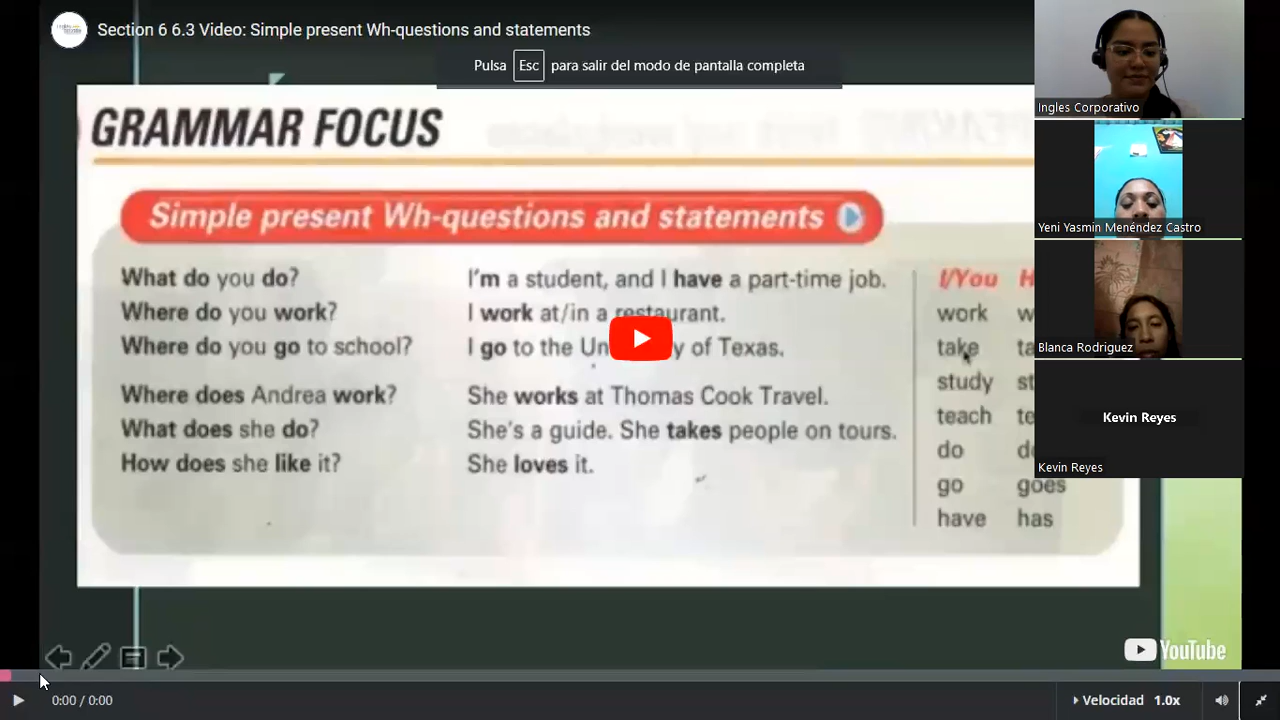 Section 6 6.3 Video: Simple present Wh-questions and statements
Pulsa Esc para salir del modo de pantalla completa
GRAMMAR FOCUS
Simple present Wh-questions and statements
What do you do? I'm a student, and I have a part-time job.
Where do you work? I work at/in a restaurant.
Where do you go to school? I go to the Un y of Texas.
Where does Andrea work? She works at Thomas Cook Travel.
What does she do? She's a guide. She takes people on tours.
How does she like it? She loves it.
I/You H
work w
take ta
study st
teach te
do d
go goes
have has
Ingles Corporativo
Yeni Yasmin Menéndez Castro
Blanca Rodriguez
Kevin Reyes
Kevin Reyes
YouTube
0:00 / 0:00
Velocidad 1.0x